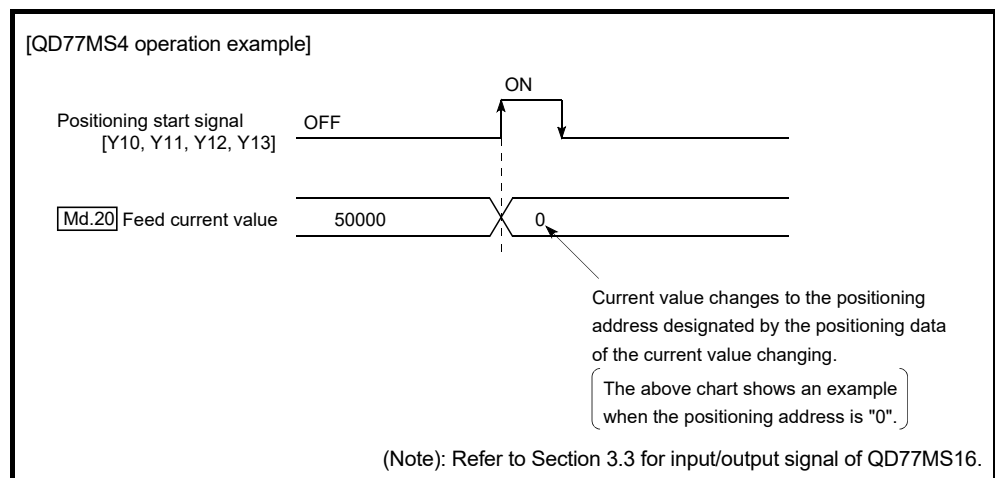 [QD77MS4 operation example]
ON
Positioning start signal
[Y10, Y11, Y12, Y13]
OFF
Md.20 Feed current value
50000
0
Current value changes to the positioning
address designated by the positioning data
of the current value changing.
The above chart shows an example
when the positioning address is "0".
(Note): Refer to Section 3.3 for input/output signal of QD77MS16.